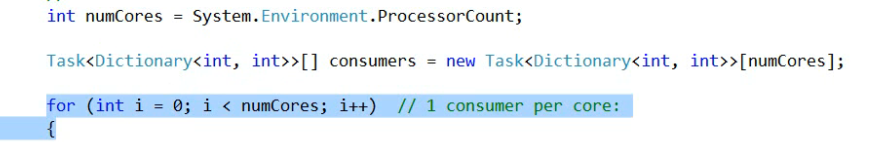 int numCores = System.Environment.ProcessorCount;
Task<Dictionary<int, int>>[] consumers = new Task<Dictionary<int, int>>[numCores];
for (int i = 0; i < numCores; i++)  // 1 consumer per core:
{